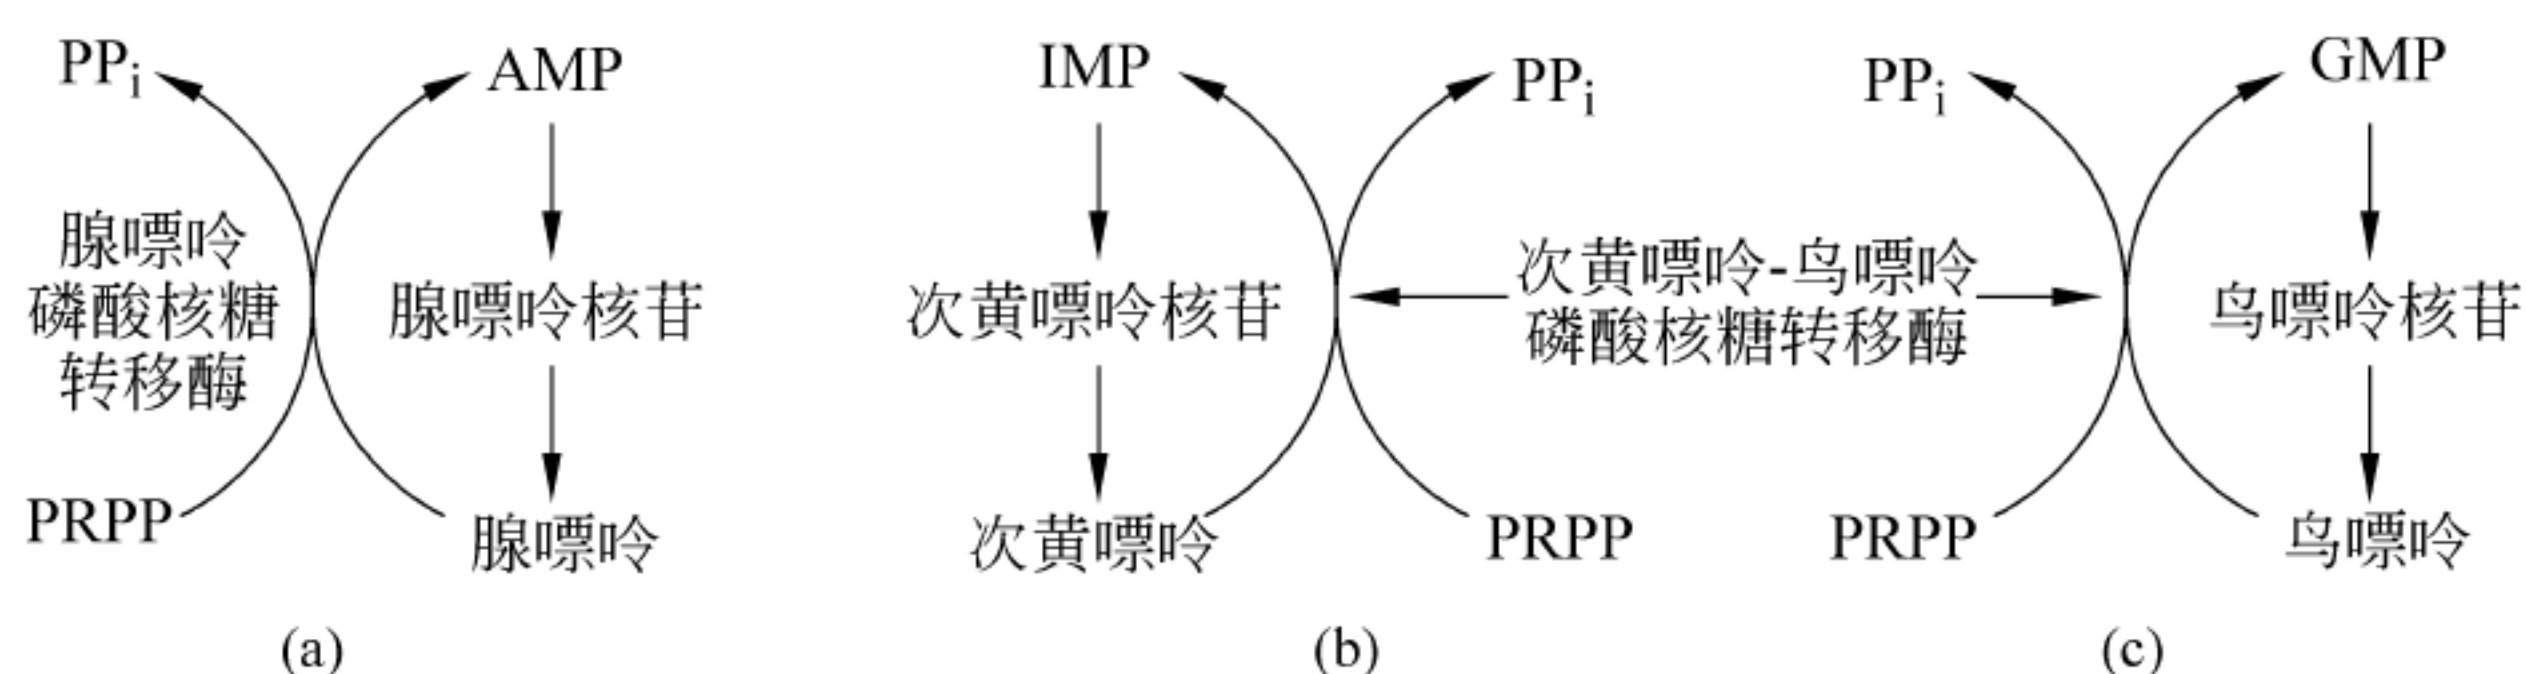 PPi
AMP
腺嘌呤
磷酸核糖
转移酶
腺嘌呤核苷
PRPP
腺嘌呤
(a)
IMP
PPi
次黄嘌呤核苷
次黄嘌呤-鸟嘌呤
磷酸核糖转移酶
次黄嘌呤
PRPP
(b)
PPi
GMP
鸟嘌呤核苷
PRPP
鸟嘌呤
(c)